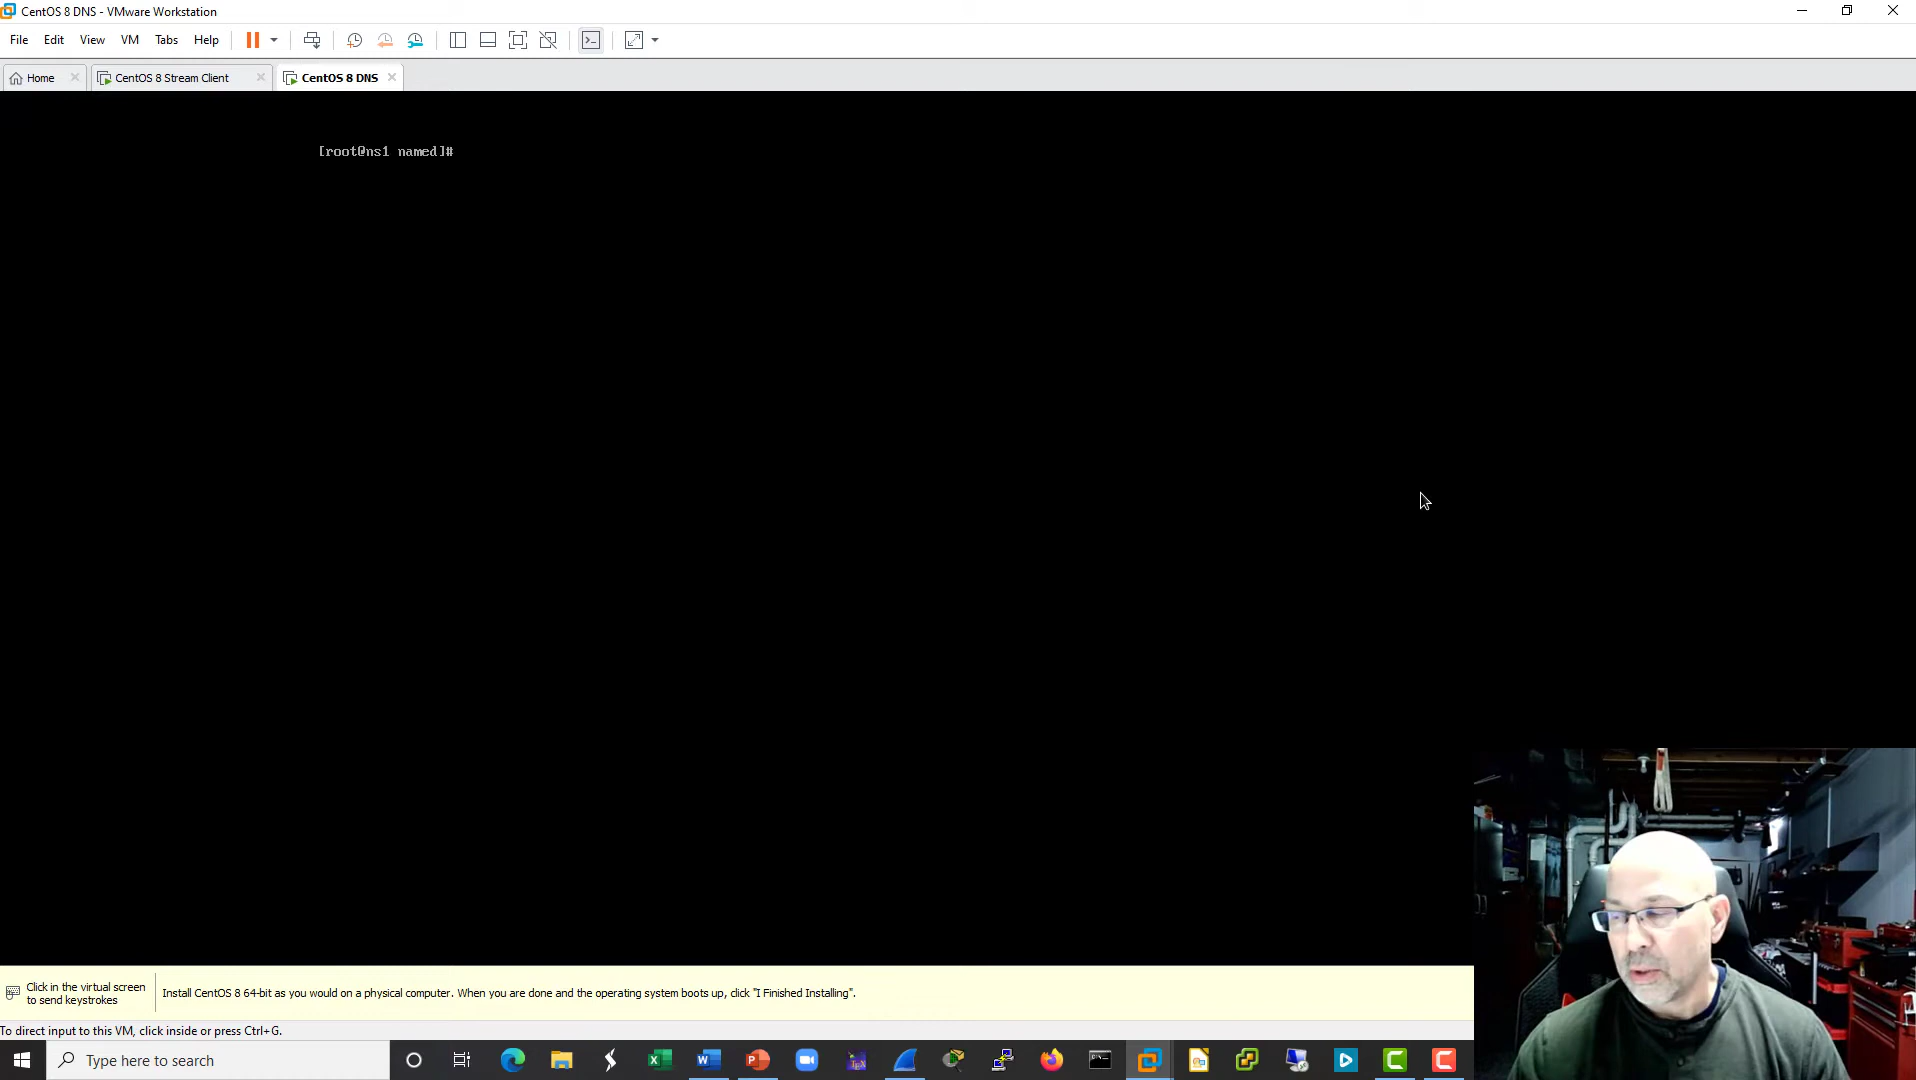 CentOS 8 DNS - VMware Workstation
File Edit View VM Tabs Help
Home CentOS 8 Stream Client CentOS 8 DNS
[root@ns1 named]#
Click in the virtual screen
to send keystrokes
Install CentOS 8 64-bit as you would on a physical computer. When you are done and the operating system boots up, click "I Finished Installing".
To direct input to this VM, click inside or press Ctrl+G.
Type here to search